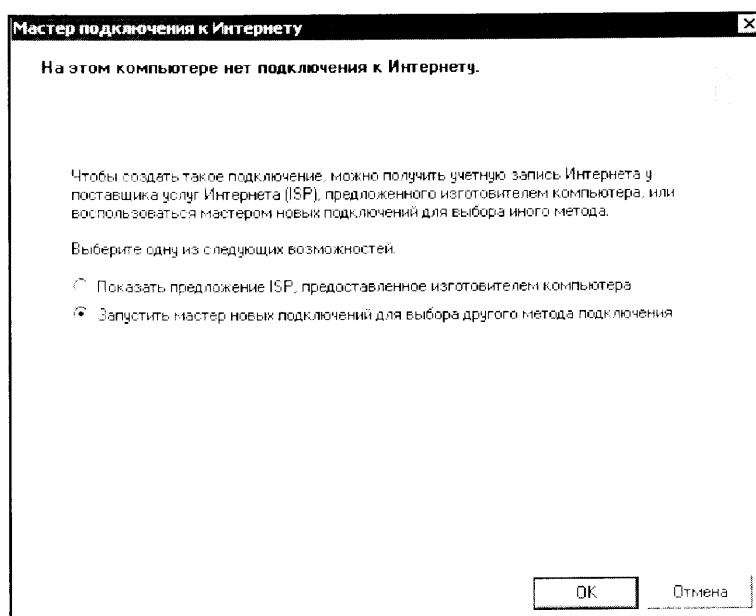 Мастер подключения к Интернету
На этом компьютере нет подключения к Интернету.
Чтобы создать такое подключение, можно получить учетную запись Интернета у
поставщика услуг Интернета (ISP), предложенного изготовителем компьютера, или
воспользоваться мастером новых подключений для выбора иного метода.
Выберите одну из следующих возможностей.
Показать предложение ISP, предоставленное изготовителем компьютера
Запустить мастер новых подключений для выбора другого метода подключения
OK
Отмена